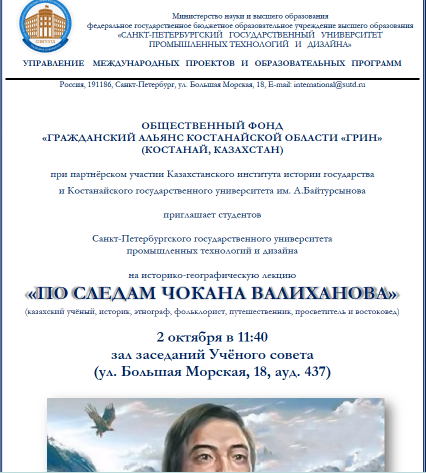 Министерство науки и высшего образования
федеральное государственное бюджетное образовательное учреждение высшего образования
«САНКТ-ПЕТЕРБУРГСКИЙ ГОСУДАРСТВЕННЫЙ УНИВЕРСИТЕТ
ПРОМЫШЛЕННЫХ ТЕХНОЛОГИЙ И ДИЗАЙНА»
УПРАВЛЕНИЕ МЕЖДУНАРОДНЫХ ПРОЕКТОВ И ОБРАЗОВАТЕЛЬНЫХ ПРОГРАММ
Россия, 191186, Санкт-Петербург, ул. Большая Морская, 18, E-mail: international@sutd.ru
ОБЩЕСТВЕННЫЙ ФОНД
«ГРАЖДАНСКИЙ АЛЬЯНС КОСТАНАЙСКОЙ ОБЛАСТИ «ГРИН»
(КОСТАНАЙ, КАЗАХСТАН)
при партнёрском участии Казахстанского института истории государства
и Костанайского государственного университета им. А.Байтурсынова
приглашает студентов
Санкт-Петербургского государственного университета
промышленных технологий и дизайна
на историко-географическую лекцию
«ПО СЛЕДАМ ЧОКАНА ВАЛИХАНОВА»
(казахский учёный, историк, этнограф, фольклорист, путешественник, просветитель и востоковед)
2 октября в 11:40
зал заседаний Учёного совета
(ул. Большая Морская, 18, ауд. 437)